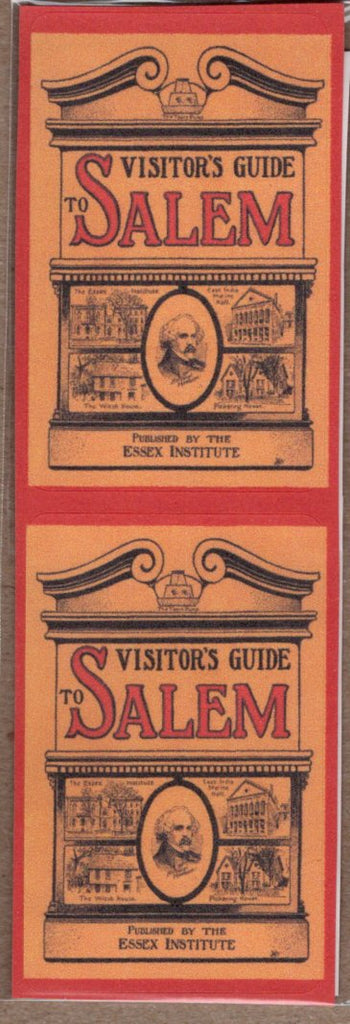 VISITOR'S GUIDE
TO SALEM
The Essex Institute
East India
Marine
Hall.
The Witch House.
Pickering House.
PUBLISHED BY THE
ESSEX INSTITUTE
VISITOR'S GUIDE
TO SALEM
The Essex Institute
East India
Marine
Hall.
The Witch House.
Pickering House.
PUBLISHED BY THE
ESSEX INSTITUTE